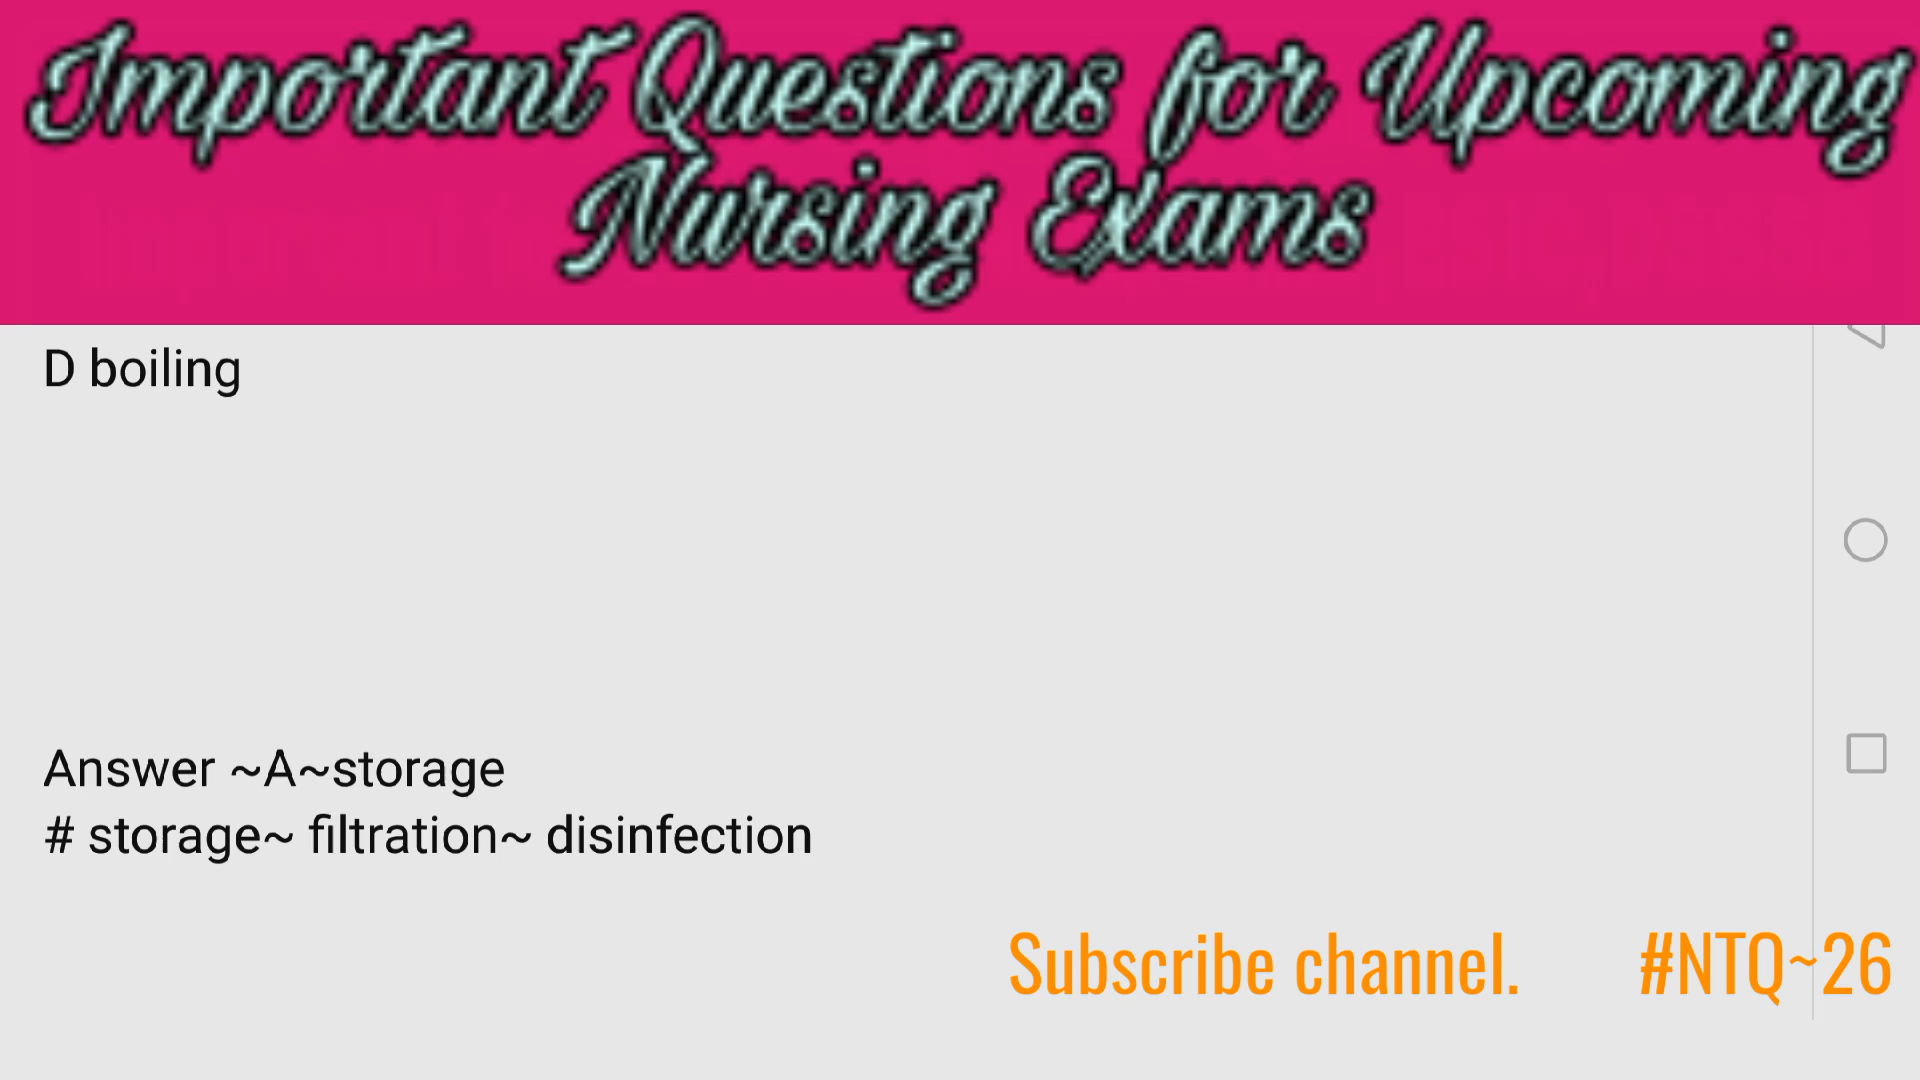 Important Questions for Upcoming
Nursing Exams
D boiling
Answer ~A~storage
# storage~ filtration~ disinfection
Subscribe channel. #NTQ~26